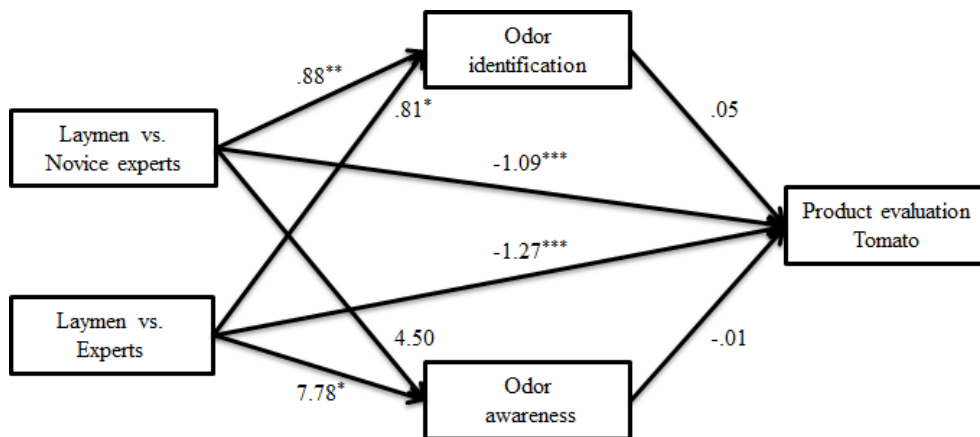 Odor
identification
.88**
.81*
.05
Laymen vs.
Novice experts
-1.09***
Product evaluation
Tomato
-1.27***
Laymen vs.
Experts
4.50
-.01
7.78*
Odor
awareness